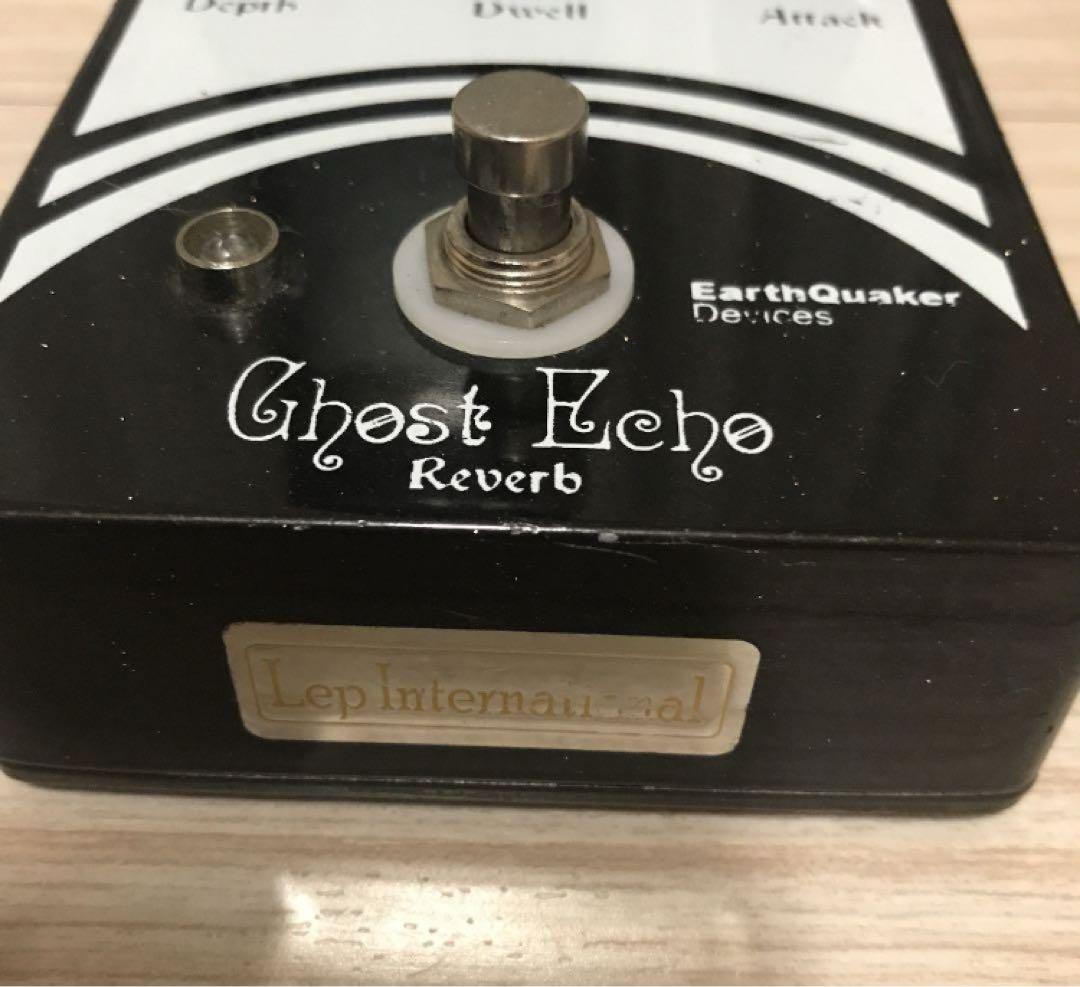 Depth Dwell Attack
EarthQuaker
Devices
Ghost Echo
Reverb
Lep International